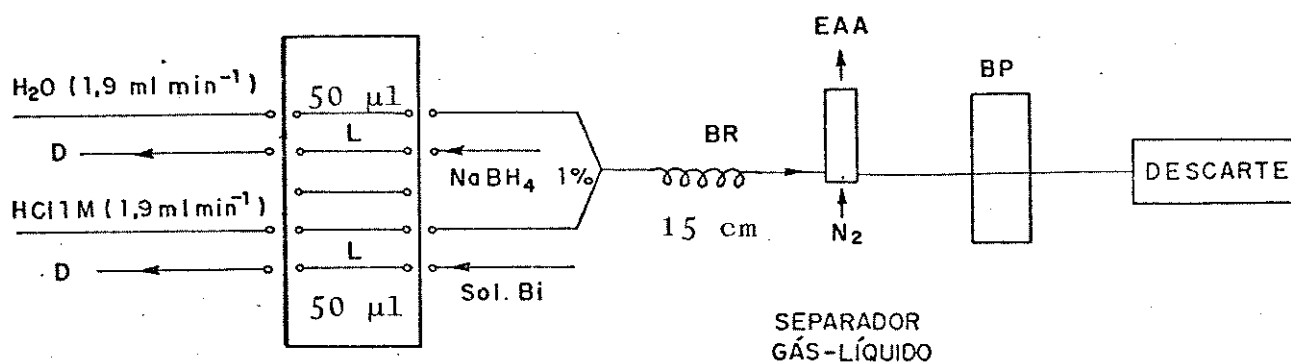 H₂O (1,9 ml min⁻¹)
50 µl
L
D
NaBH₄ 1%
HCl 1M (1,9 ml min⁻¹)
L
D
Sol. Bi
50 µl
BR
15 cm
EAA
N₂
SEPARADOR
GÁS-LÍQUIDO
BP
DESCARTE